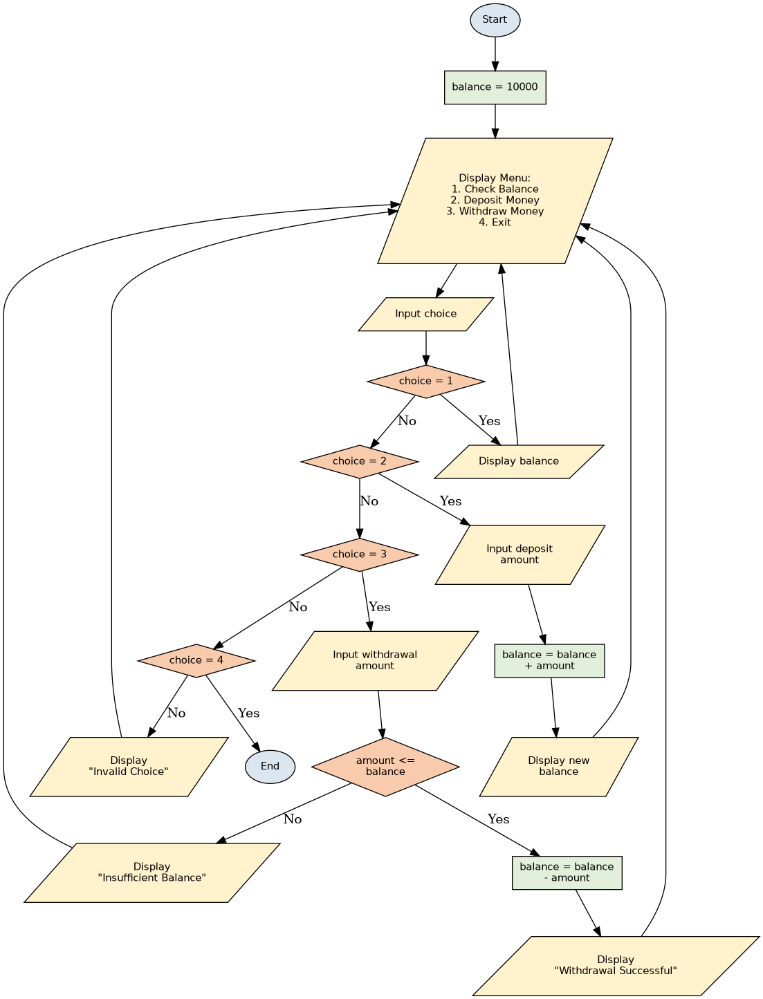 Start
balance = 10000
Display Menu:
1. Check Balance
2. Deposit Money
3. Withdraw Money
4. Exit
Input choice
choice = 1
No
Yes
choice = 2
Display balance
No
Yes
choice = 3
Input deposit
amount
No
Yes
choice = 4
Input withdrawal
amount
balance = balance
+ amount
No
Yes
Display
"Invalid Choice"
End
amount <=
balance
Display new
balance
No
Yes
Display
"Insufficient Balance"
balance = balance
- amount
Display
"Withdrawal Successful"